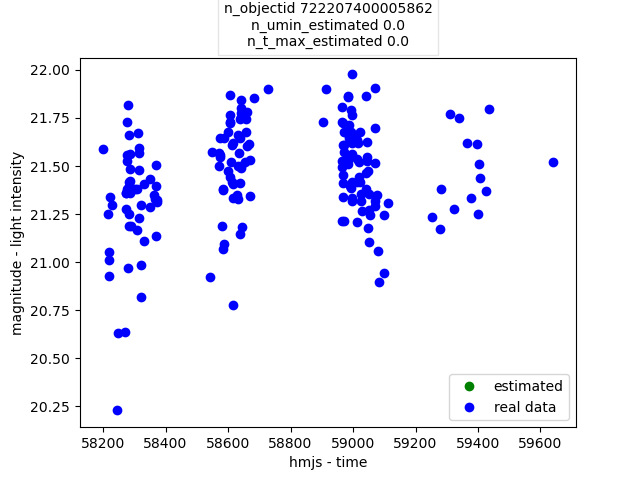 n_objectid 722207400005862
n_umin_estimated 0.0
n_t_max_estimated 0.0
22.00
21.75
21.50
21.25
21.00
20.75
20.50
20.25
magnitude - light intensity
estimated
real data
58200 58400 58600 58800 59000 59200 59400 59600
hmjs - time